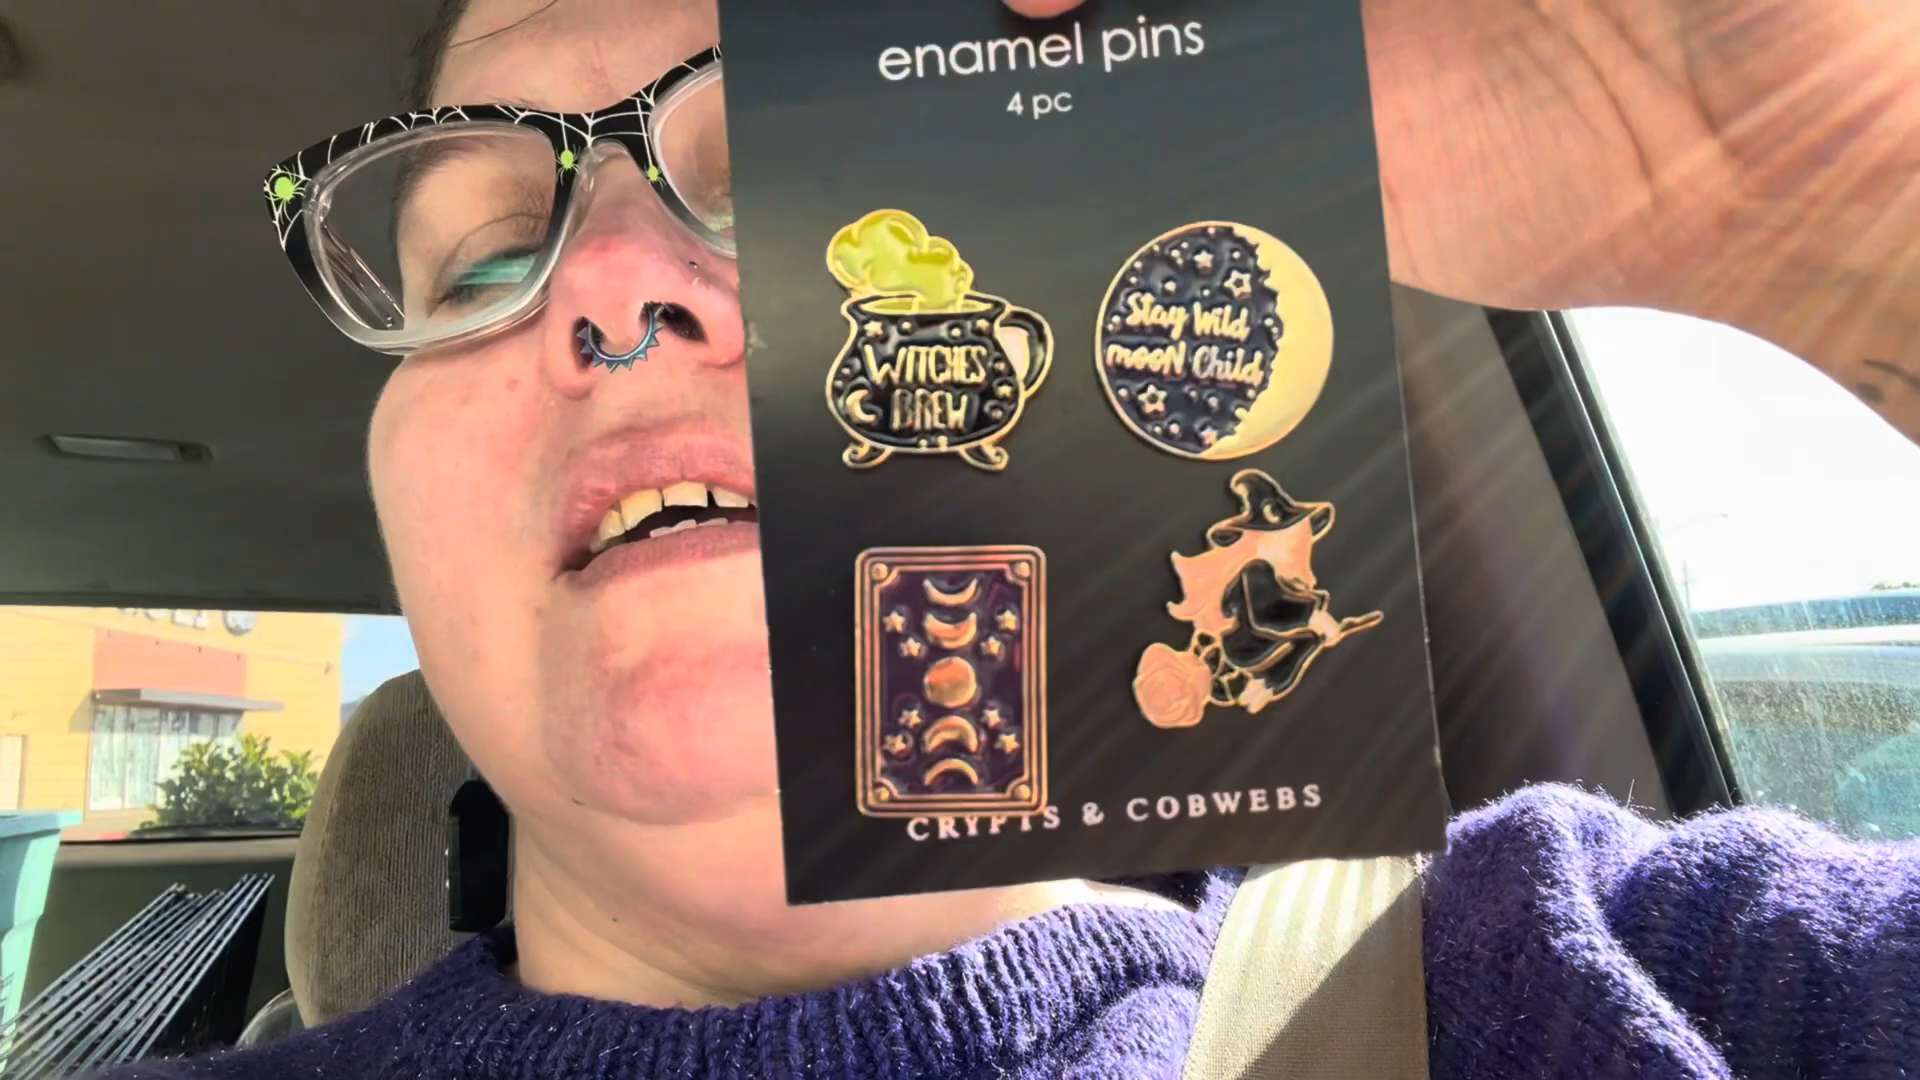 enamel pins
4 pc
WITCHES
BREW
Stay Wild
mooN Child
CRYPTS & COBWEBS